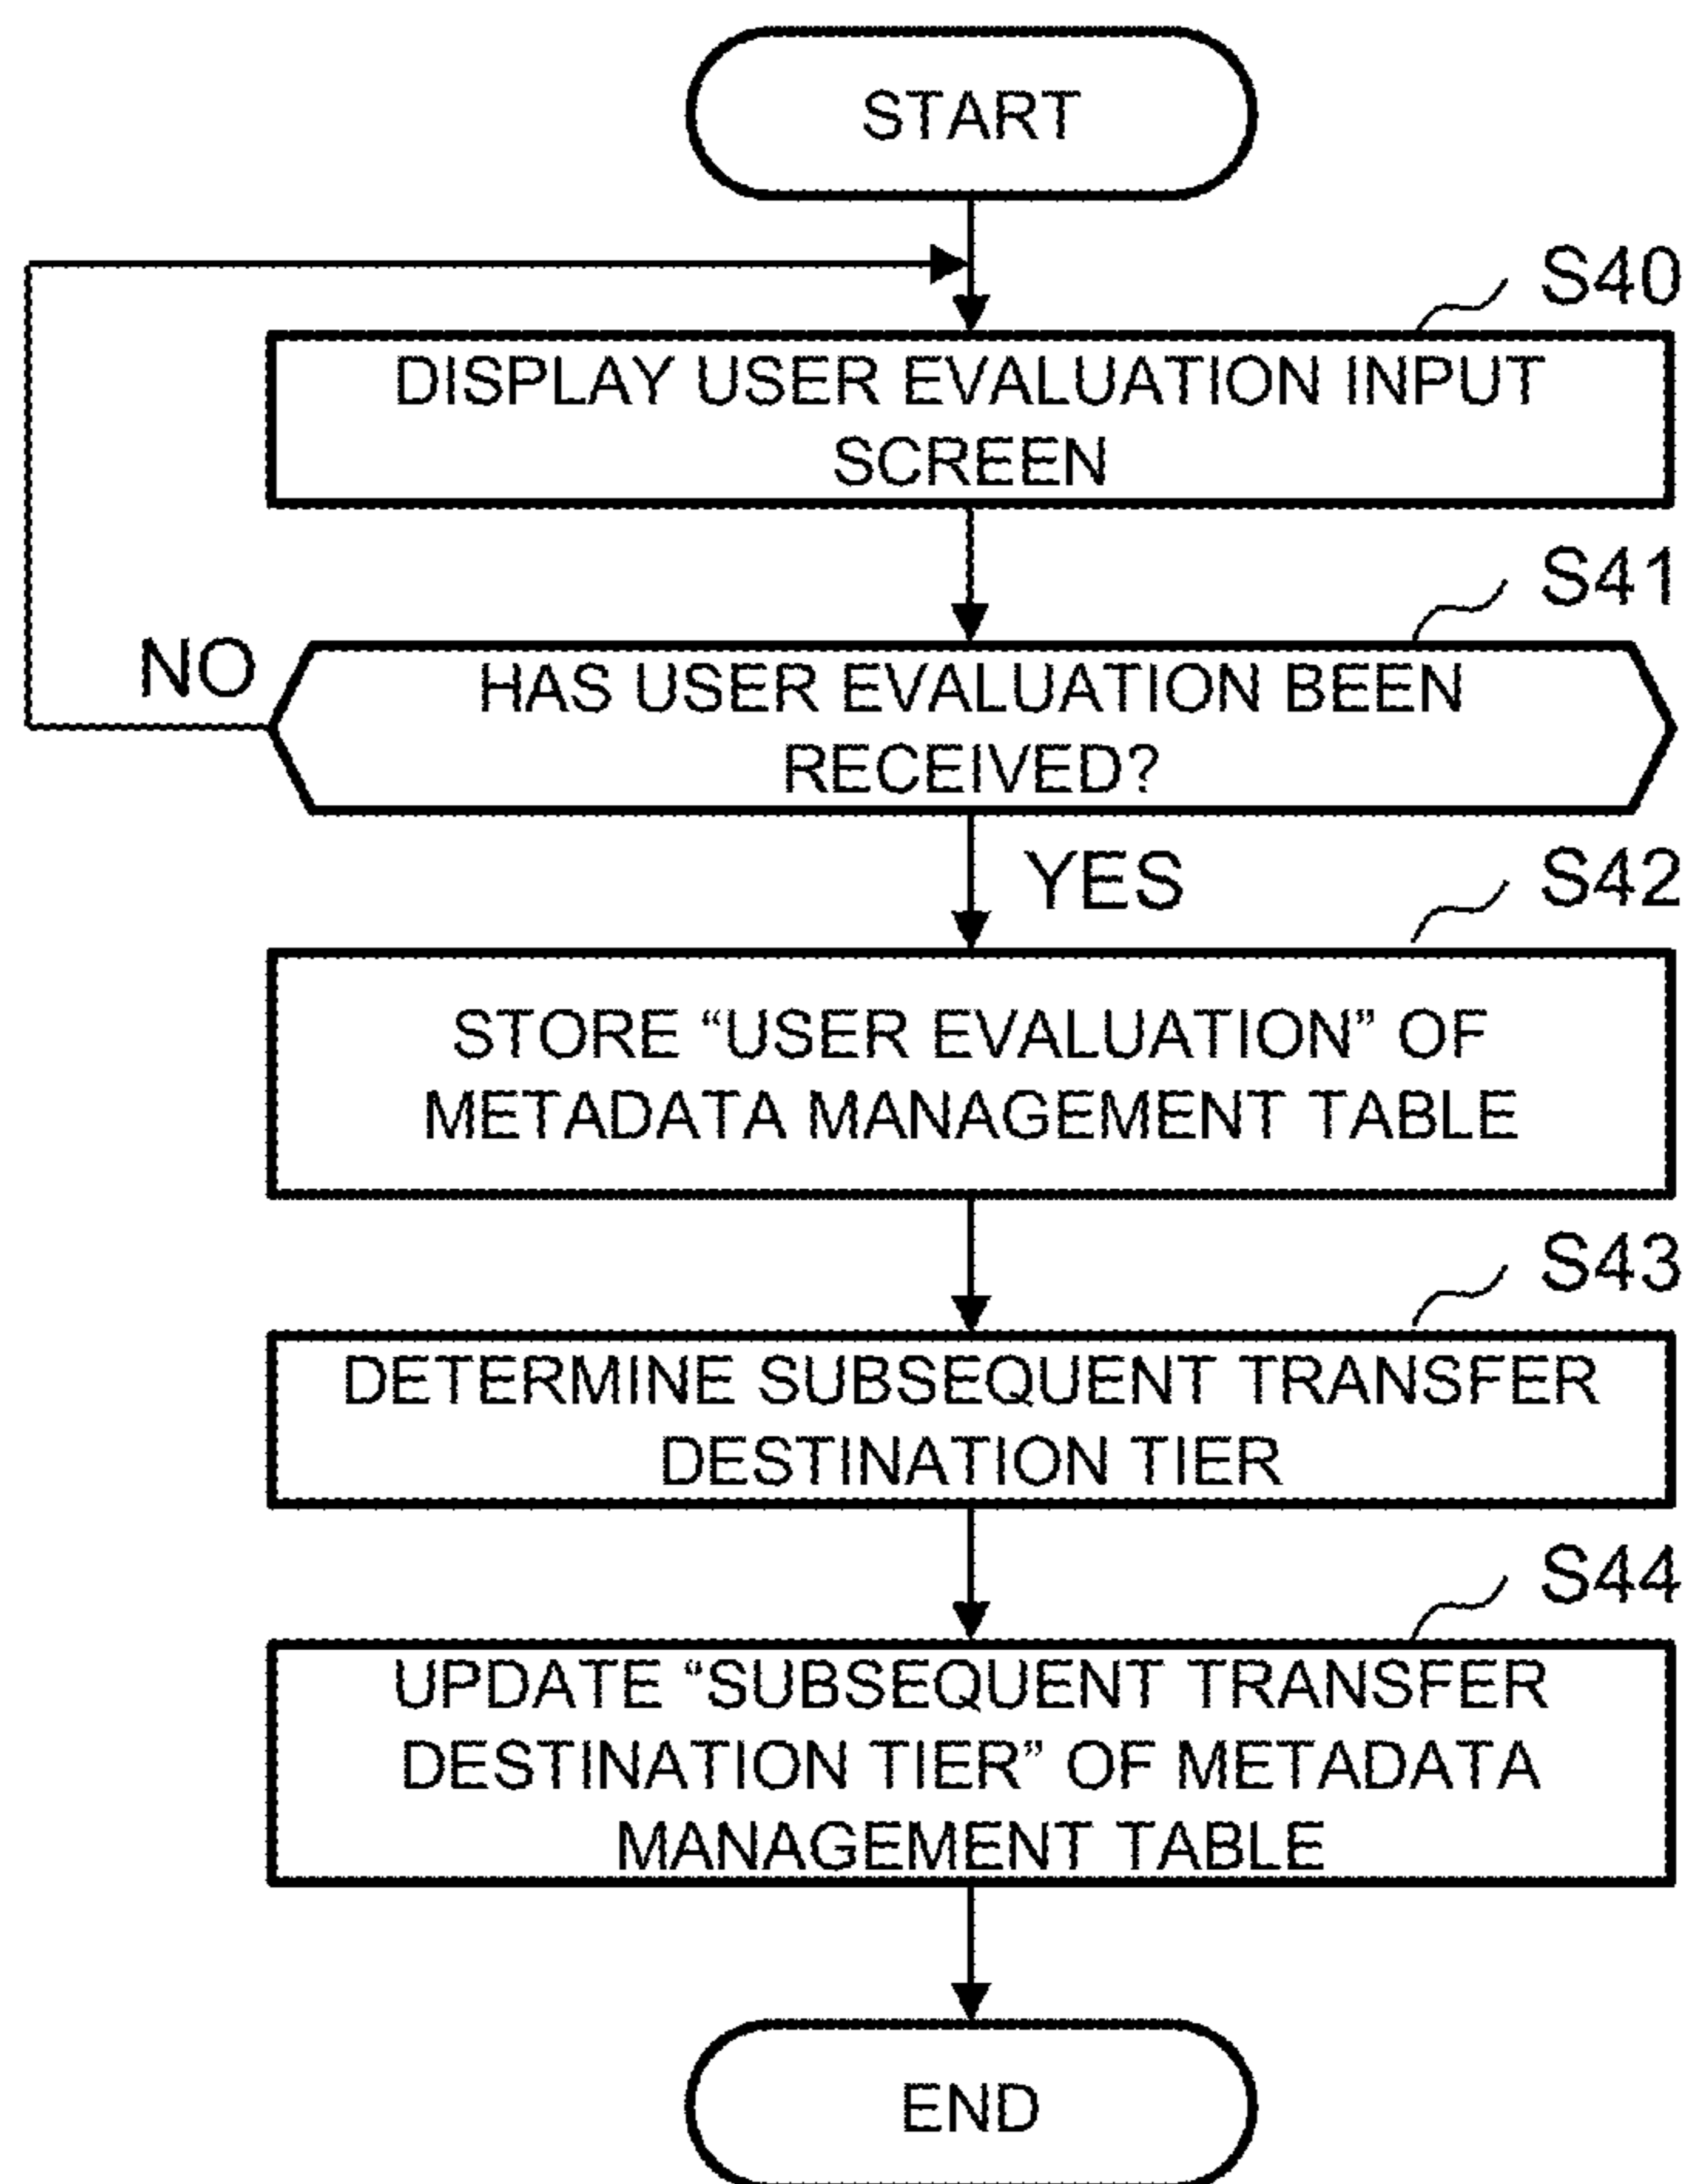 START
S40
DISPLAY USER EVALUATION INPUT
SCREEN
S41
NO
HAS USER EVALUATION BEEN
RECEIVED?
YES
S42
STORE “USER EVALUATION” OF
METADATA MANAGEMENT TABLE
S43
DETERMINE SUBSEQUENT TRANSFER
DESTINATION TIER
S44
UPDATE “SUBSEQUENT TRANSFER
DESTINATION TIER” OF METADATA
MANAGEMENT TABLE
END